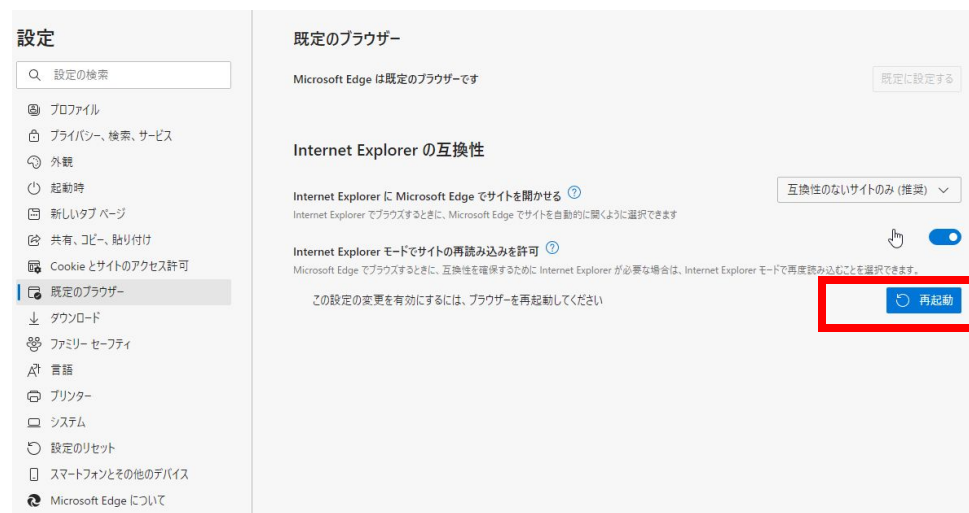 設定
設定の検索
プロファイル
プライバシー、検索、サービス
外観
起動時
新しいタブ ページ
共有、コピー、貼り付け
Cookie とサイトのアクセス許可
既定のブラウザー
ダウンロード
ファミリー セーフティ
言語
プリンター
システム
設定のリセット
スマートフォンとその他のデバイス
Microsoft Edge について
既定のブラウザー
Microsoft Edge は既定のブラウザーです
既定に設定する
Internet Explorer の互換性
Internet Explorer に Microsoft Edge でサイトを開かせる
互換性のないサイトのみ (推奨)
Internet Explorer でブラウズするときに、Microsoft Edge でサイトを自動的に開くように選択できます
Internet Explorer モードでサイトの再読み込みを許可
Microsoft Edge でブラウズするときに、互換性を確保するために Internet Explorer が必要な場合は、Internet Explorer モードで再度読み込むことを選択できます。
この設定の変更を有効にするには、ブラウザーを再起動してください
再起動